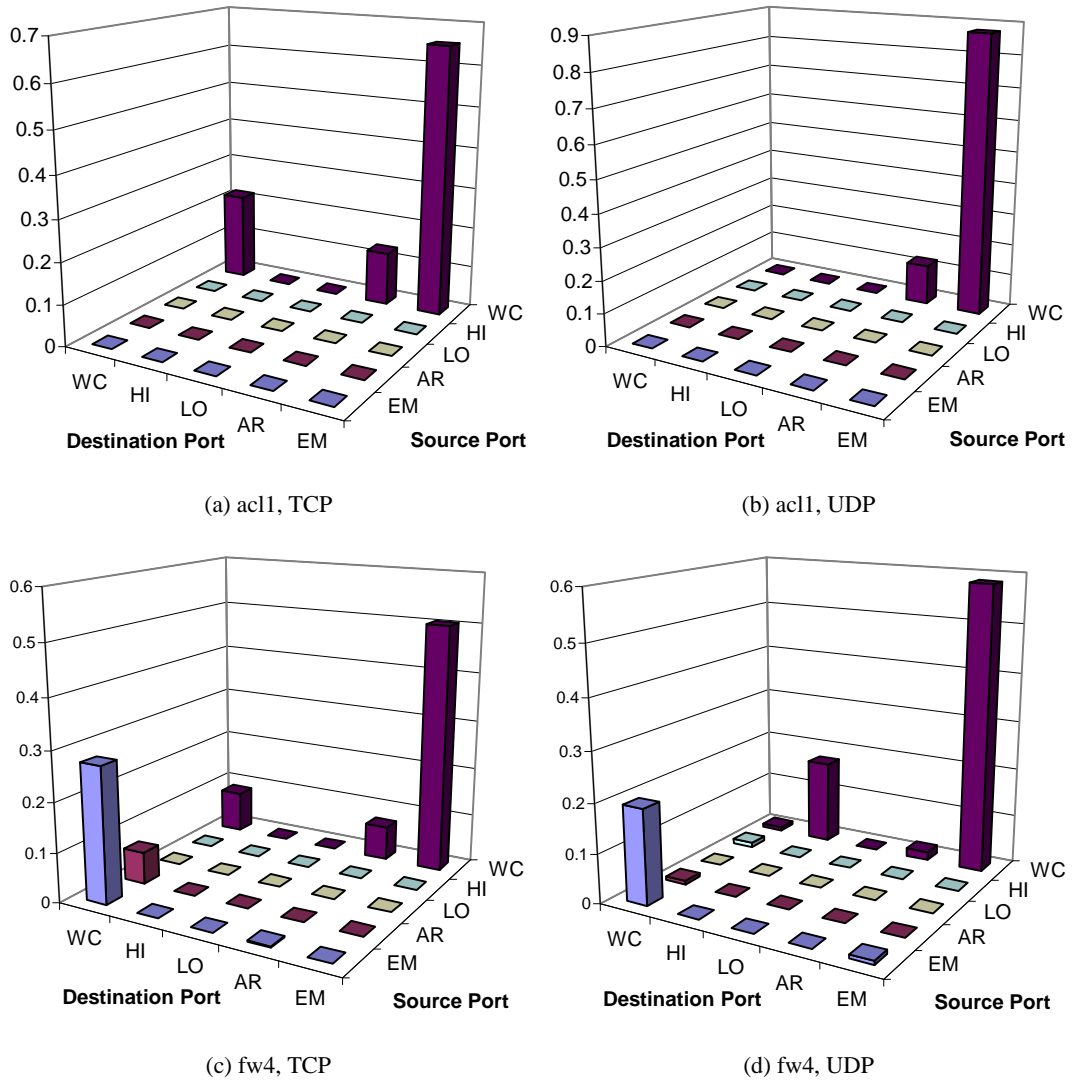 0.7
0.6
0.5
0.4
0.3
0.2
0.1
0
WC
HI
LO
AR
EM
WC
HI
LO
AR
EM
Destination Port
Source Port
(a) acl1, TCP
0.9
0.8
0.7
0.6
0.5
0.4
0.3
0.2
0.1
0
WC
HI
LO
AR
EM
WC
HI
LO
AR
EM
Destination Port
Source Port
(b) acl1, UDP
0.6
0.5
0.4
0.3
0.2
0.1
0
WC
HI
LO
AR
EM
WC
HI
LO
AR
EM
Destination Port
Source Port
(c) fw4, TCP
0.6
0.5
0.4
0.3
0.2
0.1
0
WC
HI
LO
AR
EM
WC
HI
LO
AR
EM
Destination Port
Source Port
(d) fw4, UDP